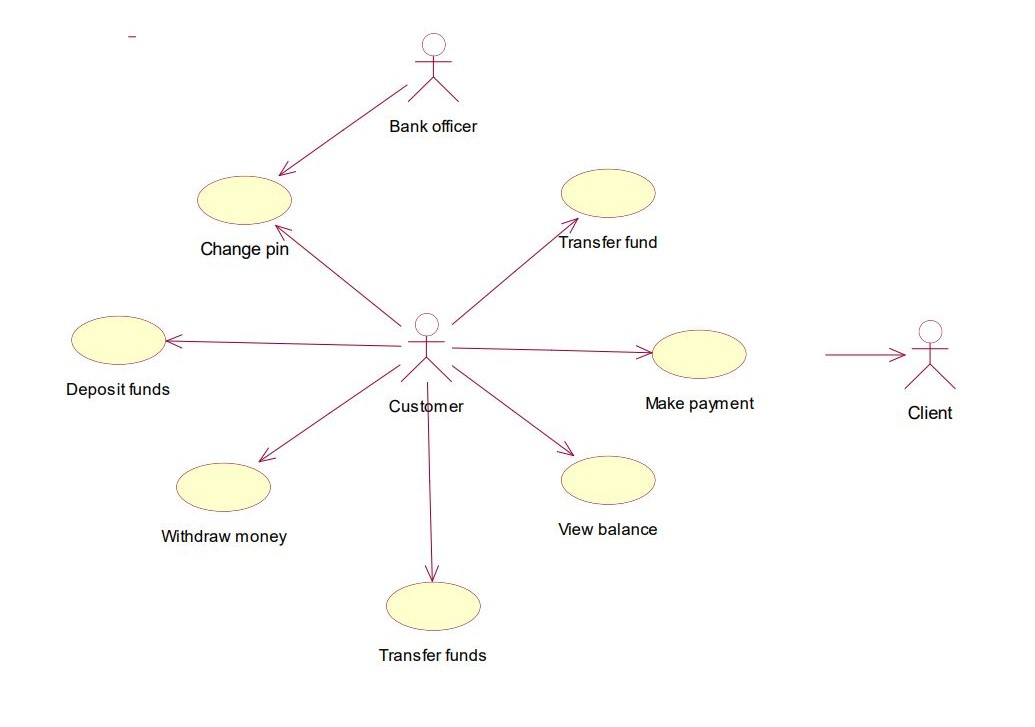 Bank officer
Change pin
Transfer fund
Deposit funds
Customer
Make payment
Client
Withdraw money
View balance
Transfer funds